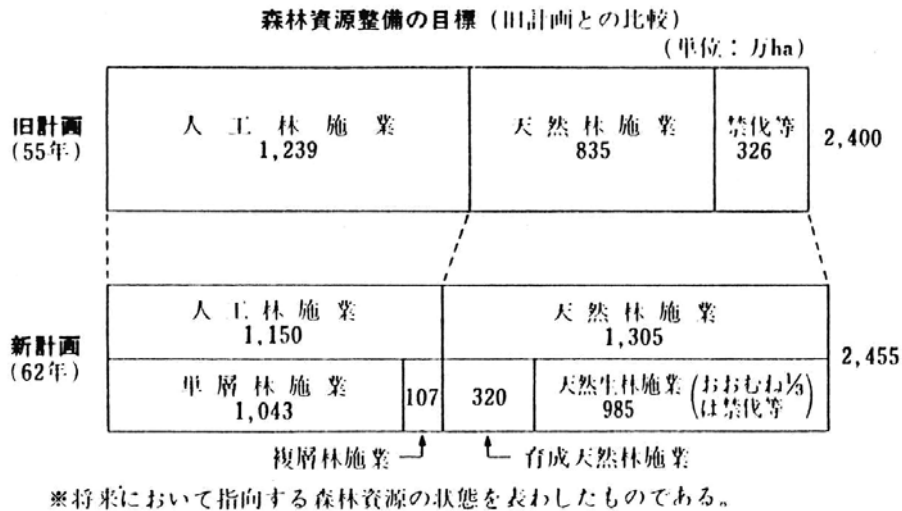 森林資源整備の目標(旧計画との比較)
(単位：万ha)
旧計画
(55年)
人工林施業
1,239
天然林施業
835
禁伐等
326
2,400
新計画
(62年)
人工林施業
1,150
天然林施業
1,305
2,455
単層林施業
1,043
107
320
天然生林施業
985
(おおむね⅓
は禁伐等)
複層林施業
育成天然林施業
※将来において指向する森林資源の状態を表わしたものである。